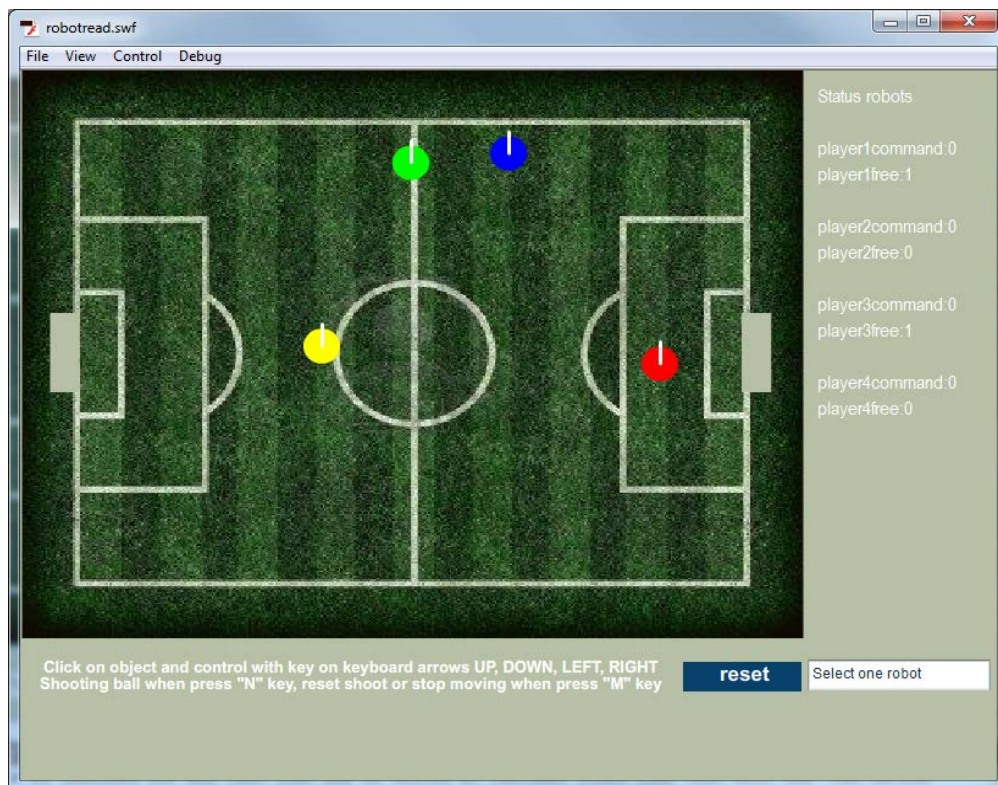 robotread.swf
File View Control Debug
Status robots
player1command:0
player1free:1
player2command:0
player2free:0
player3command:0
player3free:1
player4command:0
player4free:0
Click on object and control with key on keyboard arrows UP, DOWN, LEFT, RIGHT
Shooting ball when press "N" key, reset shoot or stop moving when press "M" key
reset
Select one robot